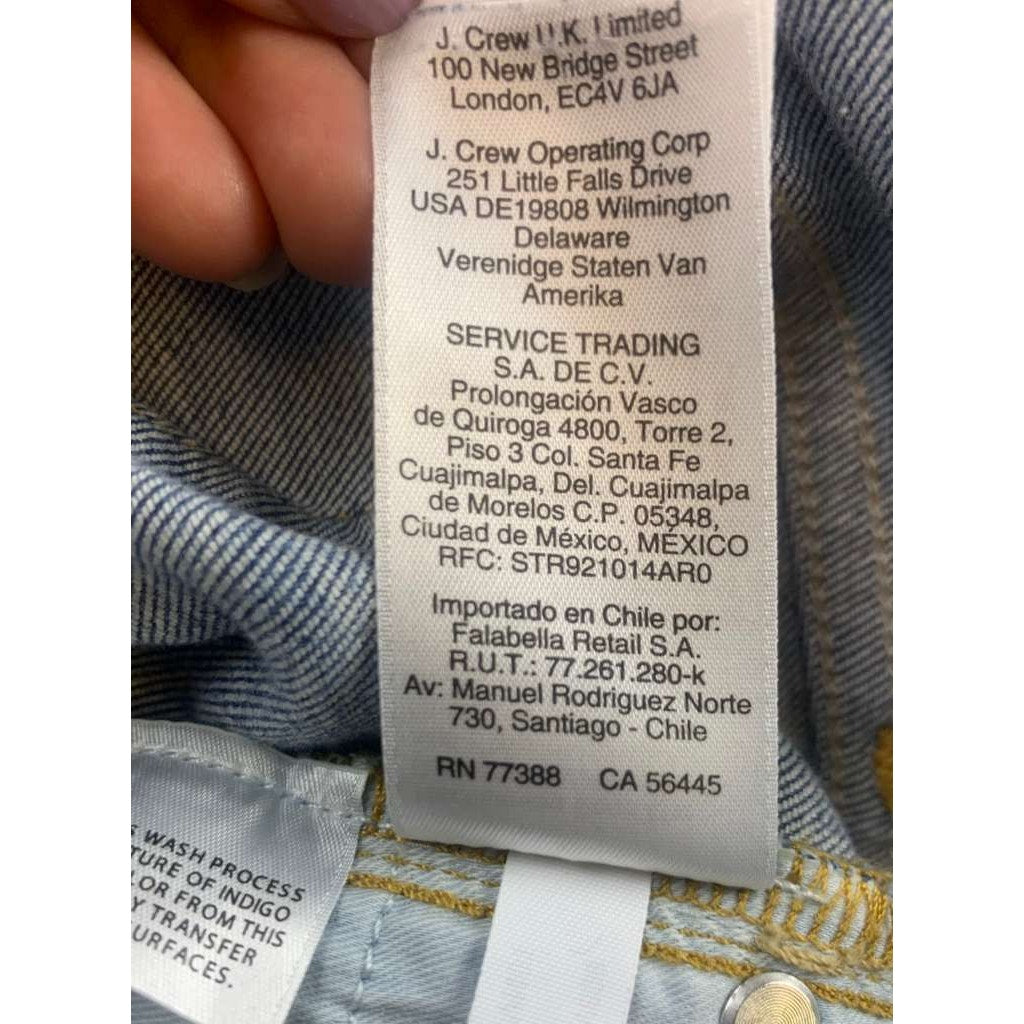 J. Crew U.K. Limited
100 New Bridge Street
London, EC4V 6JA
J. Crew Operating Corp
251 Little Falls Drive
USA DE19808 Wilmington
Delaware
Verenidge Staten Van
Amerika
SERVICE TRADING
S.A. DE C.V.
Prolongación Vasco
de Quiroga 4800, Torre 2,
Piso 3 Col. Santa Fe
Cuajimalpa, Del. Cuajimalpa
de Morelos C.P. 05348,
Ciudad de México, MÉXICO
RFC: STR921014AR0
Importado en Chile por:
Falabella Retail S.A.
R.U.T.: 77.261.280-k
Av: Manuel Rodriguez Norte
730, Santiago - Chile
RN 77388 CA 56445
WASH PROCESS
TURE OF INDIGO
LOR FROM THIS
Y TRANSFER
URFACES.